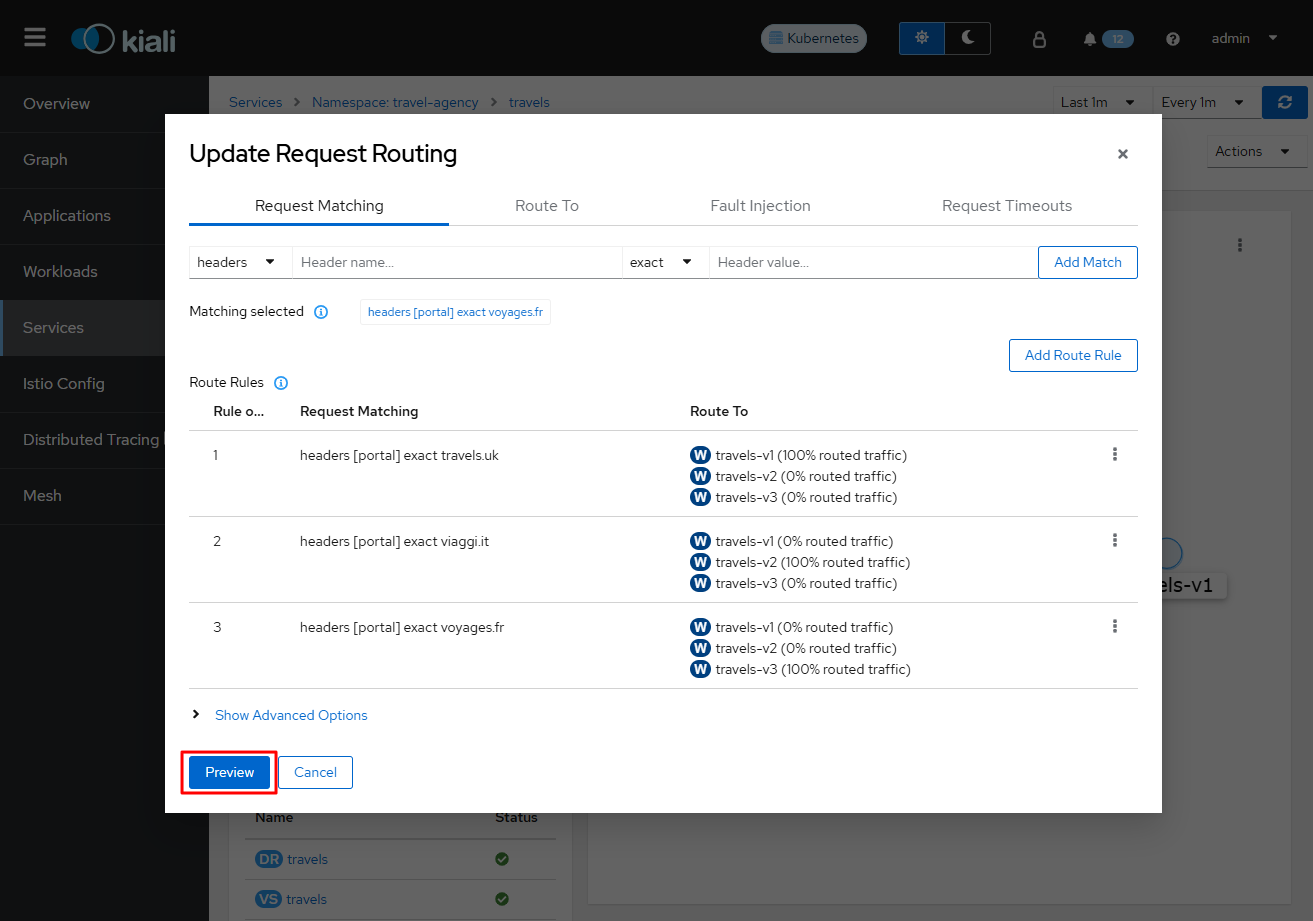 kiali
Kubernetes
12
admin
Overview
Graph
Applications
Workloads
Services
Istio Config
Distributed Tracing
Mesh
Services > Namespace: travel-agency > travels
Last 1m
Every 1m
Actions
Update Request Routing
×
Request Matching Route To Fault Injection Request Timeouts
headers Header name... exact Header value... Add Match
Matching selected headers [portal] exact voyages.fr
Add Route Rule
Route Rules
Rule o... Request Matching Route To
1 headers [portal] exact travels.uk W travels-v1 (100% routed traffic)
W travels-v2 (0% routed traffic)
W travels-v3 (0% routed traffic)
2 headers [portal] exact viaggi.it W travels-v1 (0% routed traffic)
W travels-v2 (100% routed traffic)
W travels-v3 (0% routed traffic)
3 headers [portal] exact voyages.fr W travels-v1 (0% routed traffic)
W travels-v2 (0% routed traffic)
W travels-v3 (100% routed traffic)
Show Advanced Options
Preview Cancel
els-v1
Name Status
DR travels
VS travels